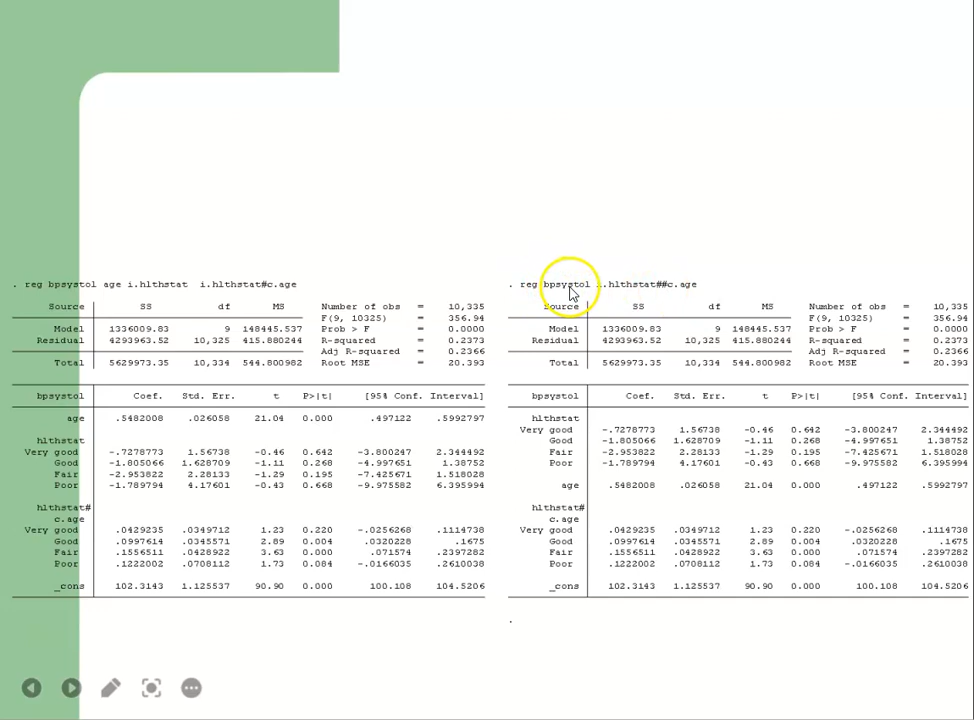 . reg bpsystol age i.hlthstat i.hlthstat#c.age
Source SS df MS Number of obs = 10,335
F(9, 10325) = 356.94
Model 1336009.83 9 148445.537 Prob > F = 0.0000
Residual 4293963.52 10,325 415.880244 R-squared = 0.2373
Adj R-squared = 0.2366
Total 5629973.35 10,334 544.800982 Root MSE = 20.393
bpsystol Coef. Std. Err. t P>|t| [95% Conf. Interval]
age .5482008 .026058 21.04 0.000 .497122 .5992797
hlthstat
Very good -.7278773 1.56738 -0.46 0.642 -3.800247 2.344492
Good -1.805066 1.628709 -1.11 0.268 -4.997651 1.38752
Fair -2.953822 2.28133 -1.29 0.195 -7.425671 1.518028
Poor -1.789794 4.17601 -0.43 0.668 -9.975582 6.395994
hlthstat#
c.age
Very good .0429235 .0349712 1.23 0.220 -.0256268 .1114738
Good .0997614 .0345571 2.89 0.004 .0320228 .1675
Fair .1556511 .0428922 3.63 0.000 .071574 .2397282
Poor .1222002 .0708112 1.73 0.084 -.0166035 .2610038
_cons 102.3143 1.125537 90.90 0.000 100.108 104.5206
. reg bpsystol i.hlthstat##c.age
Source SS df MS Number of obs = 10,335
F(9, 10325) = 356.94
Model 1336009.83 9 148445.537 Prob > F = 0.0000
Residual 4293963.52 10,325 415.880244 R-squared = 0.2373
Adj R-squared = 0.2366
Total 5629973.35 10,334 544.800982 Root MSE = 20.393
bpsystol Coef. Std. Err. t P>|t| [95% Conf. Interval]
hlthstat
Very good -.7278773 1.56738 -0.46 0.642 -3.800247 2.344492
Good -1.805066 1.628709 -1.11 0.268 -4.997651 1.38752
Fair -2.953822 2.28133 -1.29 0.195 -7.425671 1.518028
Poor -1.789794 4.17601 -0.43 0.668 -9.975582 6.395994
age .5482008 .026058 21.04 0.000 .497122 .5992797
hlthstat#
c.age
Very good .0429235 .0349712 1.23 0.220 -.0256268 .1114738
Good .0997614 .0345571 2.89 0.004 .0320228 .1675
Fair .1556511 .0428922 3.63 0.000 .071574 .2397282
Poor .1222002 .0708112 1.73 0.084 -.0166035 .2610038
_cons 102.3143 1.125537 90.90 0.000 100.108 104.5206
.